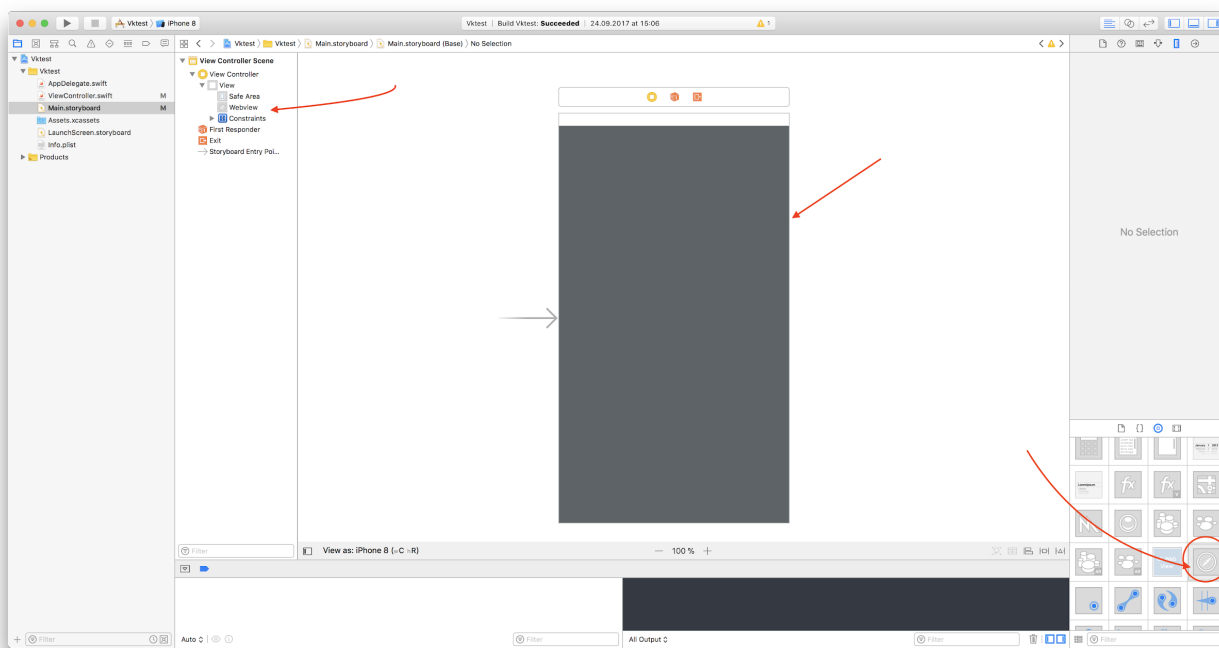 Vktest
iPhone 8
Vktest | Build Vktest: Succeeded | 24.09.2017 at 15:06
1
Vktest
Vktest
Main.storyboard
Main.storyboard (Base)
No Selection
Vktest
Vktest
AppDelegate.swift
ViewController.swift M
Main.storyboard M
Assets.xcassets
LaunchScreen.storyboard
Info.plist
Products
View Controller Scene
View Controller
View
Safe Area
Webview
Constraints
First Responder
Exit
Storyboard Entry Poi...
No Selection
Filter
View as: iPhone 8 (wC hR)
100 %
Filter
Auto
Filter
All Output
Filter
Filter